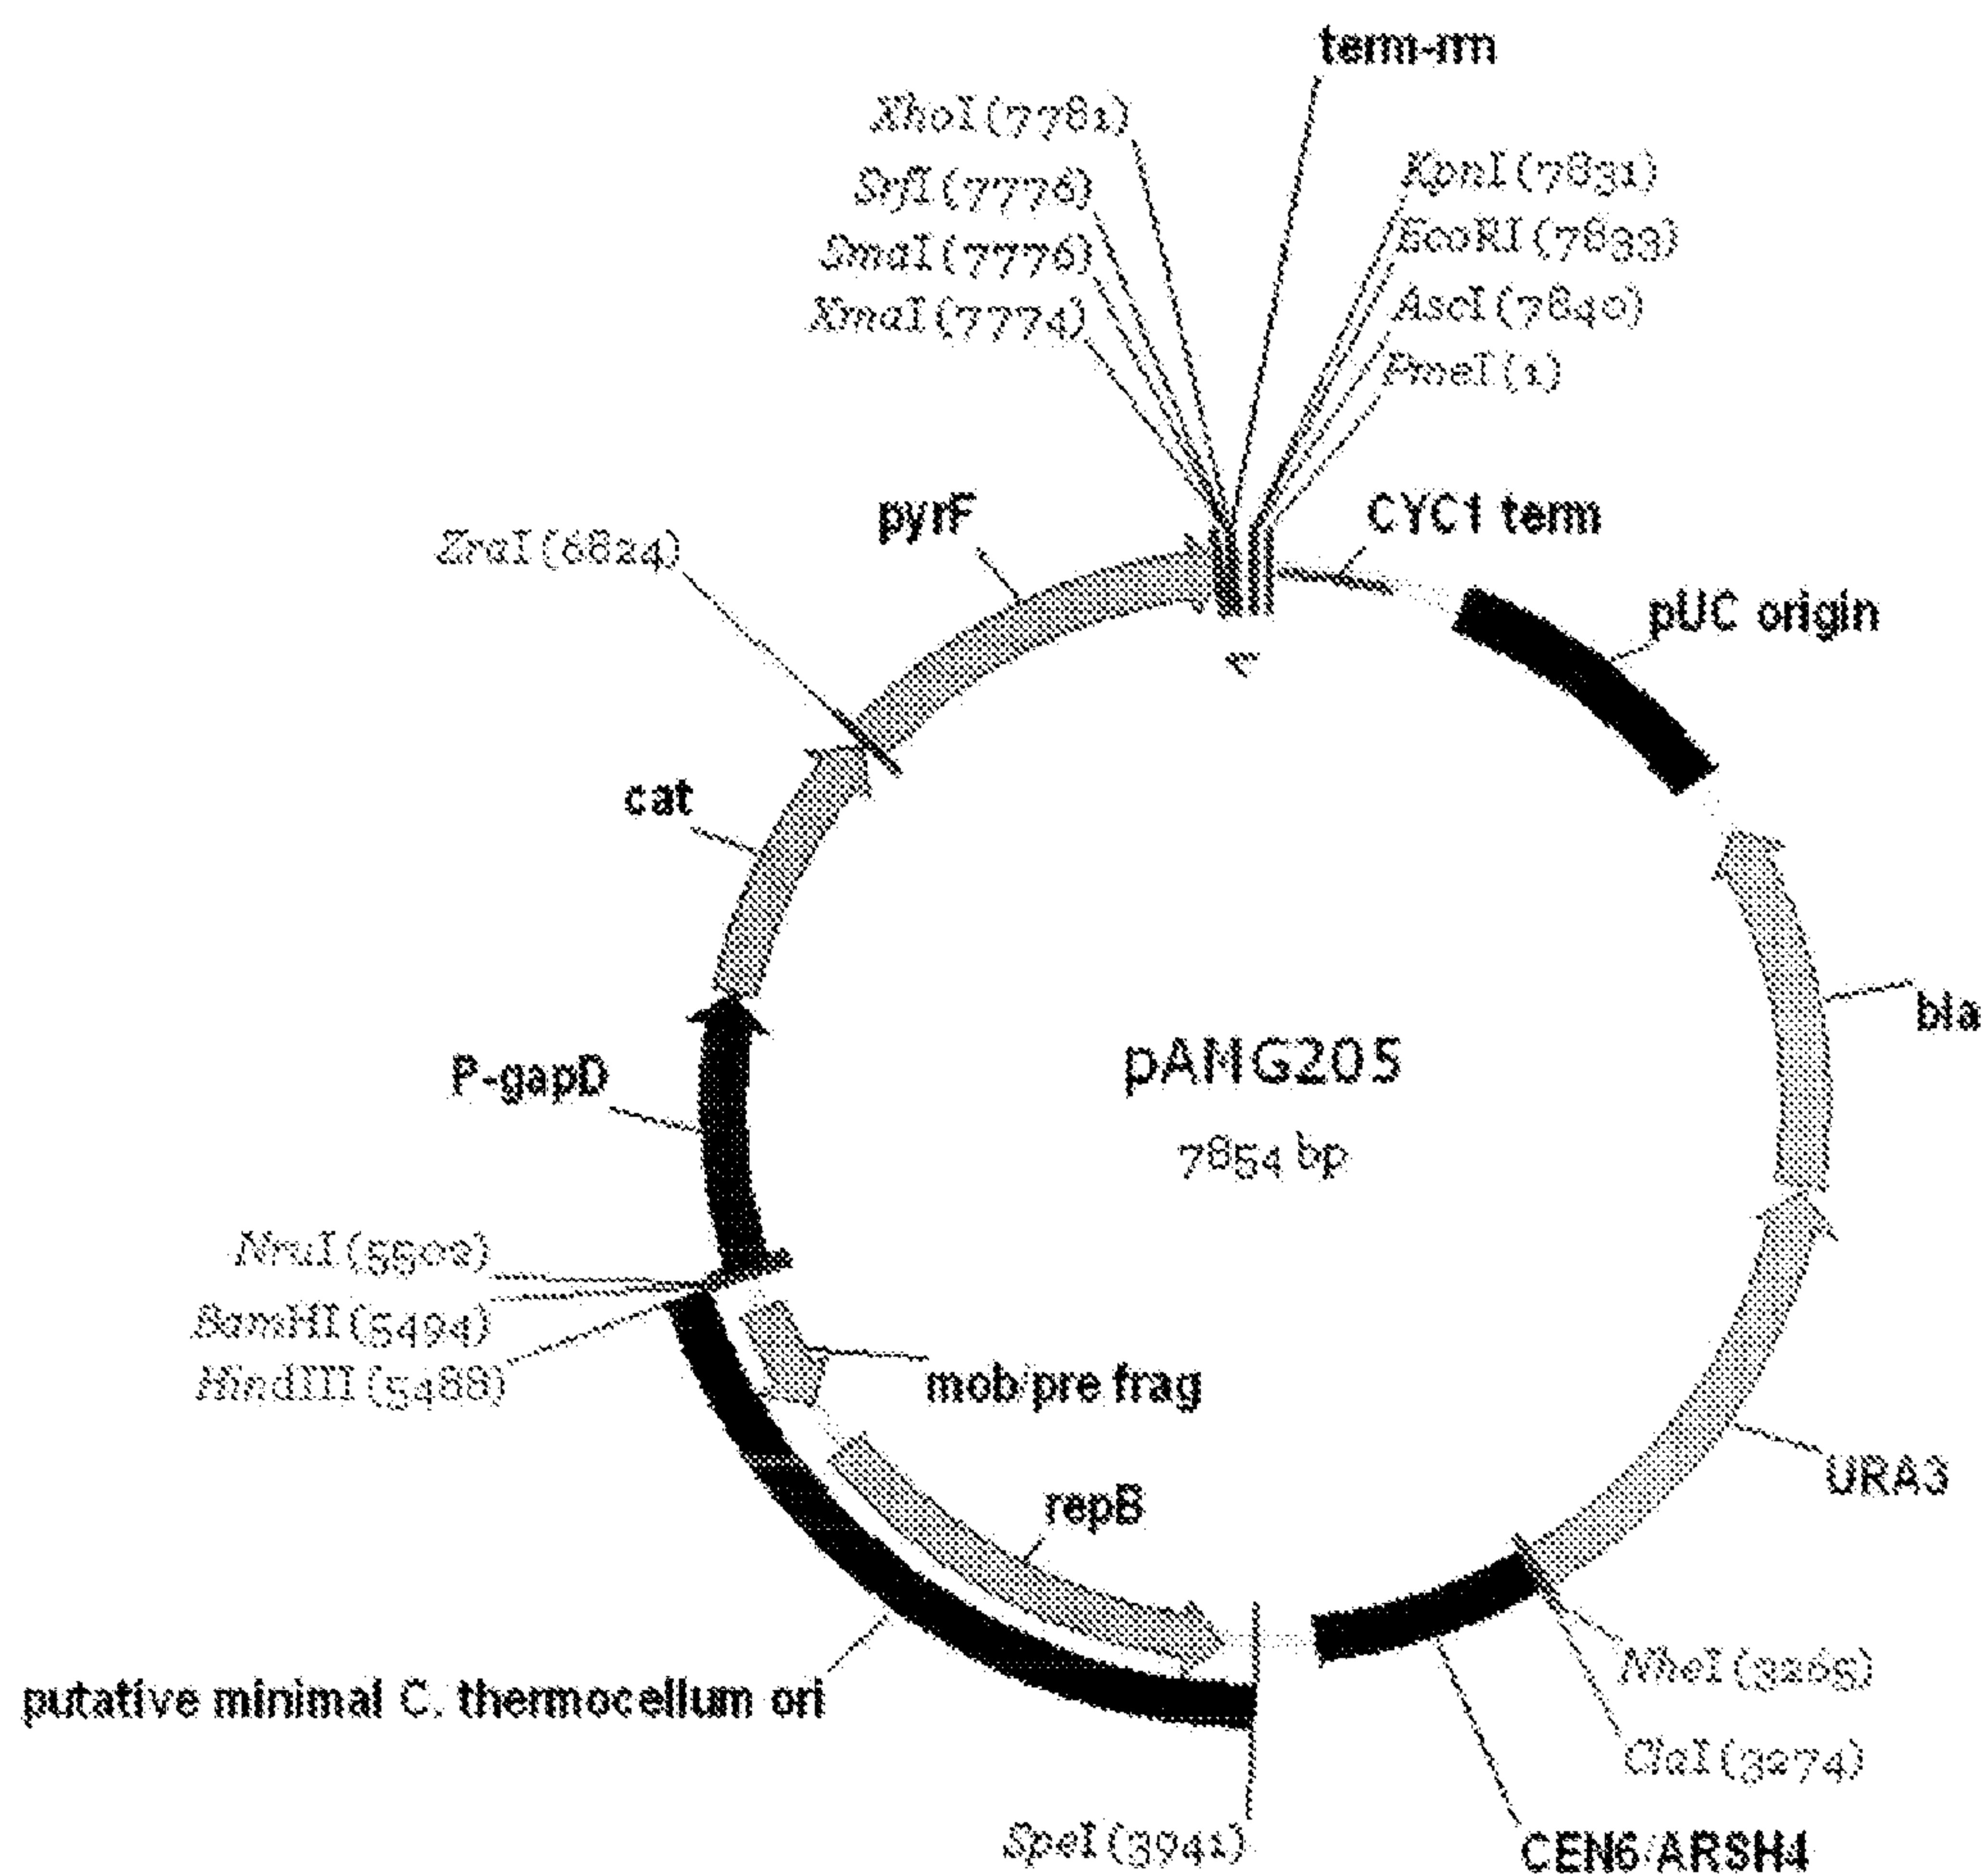 term-rrn
XhoI (7781)
SrfI (7776)
SmaI (7776)
XmaI (7774)
KpnI (7831)
EcoRI (7833)
AscI (7840)
PmeI (1)
pyrF
CYC1 term
ZraI (6824)
pUC origin
cat
bla
pAMG205
7854 bp
P-gapD
NruI (5502)
BamHI (5494)
HindIII (5488)
mob/pre frag
repB
URA3
putative minimal C. thermocellum ori
NheI (3265)
ClaI (3274)
SpeI (3941)
CEN6/ARSH4